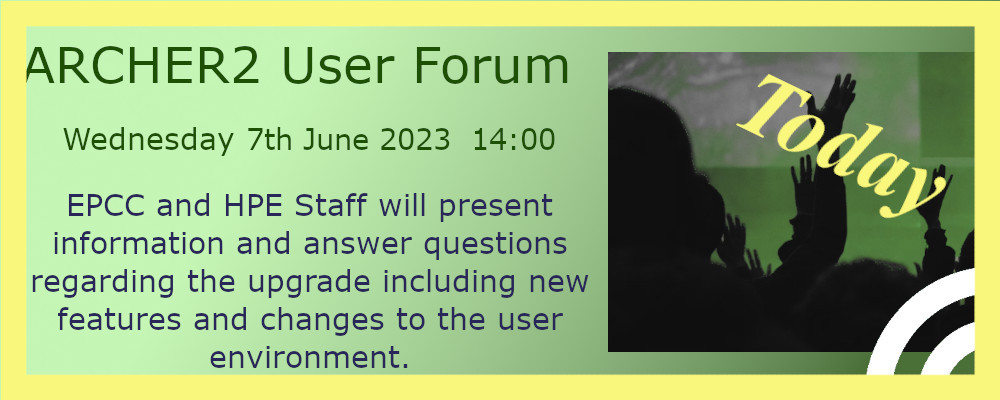 ARCHER2 User Forum
Wednesday 7th June 2023 14:00
EPCC and HPE Staff will present
information and answer questions
regarding the upgrade including new
features and changes to the user
environment.
Today